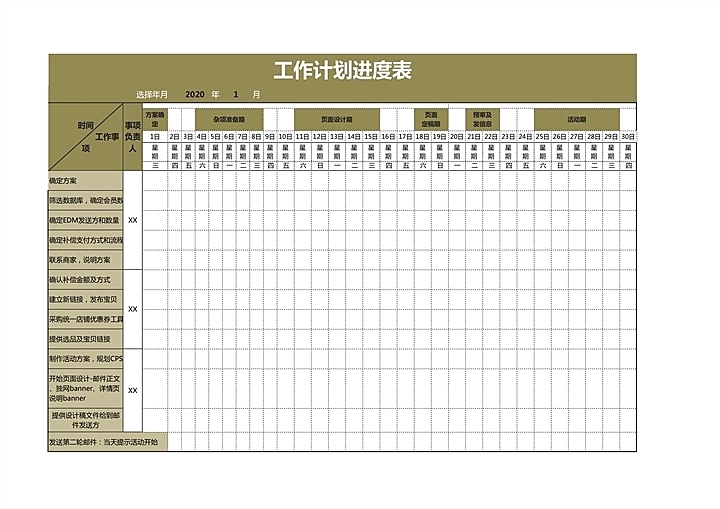 工作计划进度表
选择年月 2020 年 1 月
时间 工作事项
事项负责人
方案确定 杂项准备期 页面设计期 页面定稿期 预审及发信息 活动期
1日 2日 3日 4日 5日 6日 7日 8日 9日 10日 11日 12日 13日 14日 15日 16日 17日 18日 19日 20日 21日 22日 23日 24日 25日 26日 27日 28日 29日 30日
星期三 星期四 星期五 星期六 星期日 星期一 星期二 星期三 星期四 星期五 星期六 星期日 星期一 星期二 星期三 星期四 星期五 星期六 星期日 星期一 星期二 星期三 星期四 星期五 星期六 星期日 星期一 星期二 星期三 星期四
确定方案
筛选数据库，确定会员数
确定EDM发送方和数量
XX
确定补偿支付方式和流程
联系商家，说明方案
确认补偿金额及方式
建立新链接，发布宝贝
XX
采购统一店铺优惠券工具
提供选品及宝贝链接
制作活动方案，规划CPS
开始页面设计-邮件正文
、独网banner、详情页
说明banner
XX
提供设计稿文件给到邮
件发送方
发送第二轮邮件：当天提示活动开始